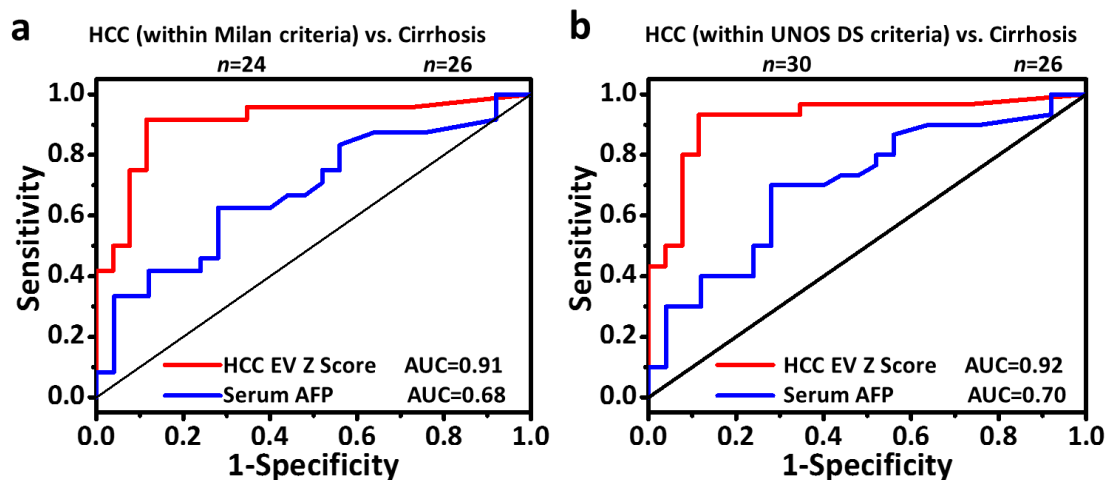 a
HCC (within Milan criteria) vs. Cirrhosis
n=24 n=26
1.0
0.8
0.6
0.4
0.2
0.0
Sensitivity
HCC EV Z Score AUC=0.91
Serum AFP AUC=0.68
0.0 0.2 0.4 0.6 0.8 1.0
1-Specificity
b
HCC (within UNOS DS criteria) vs. Cirrhosis
n=30 n=26
1.0
0.8
0.6
0.4
0.2
0.0
Sensitivity
HCC EV Z Score AUC=0.92
Serum AFP AUC=0.70
0.0 0.2 0.4 0.6 0.8 1.0
1-Specificity